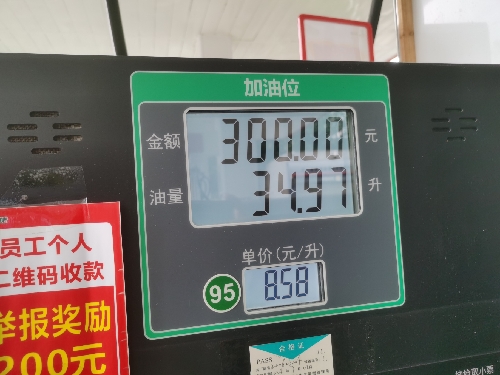 加油位
金额 300.00 元
油量 34.97 升
单价(元/升)
95 8.58
员工个人
二维码收款
举报奖励
200元
合格证
PASS